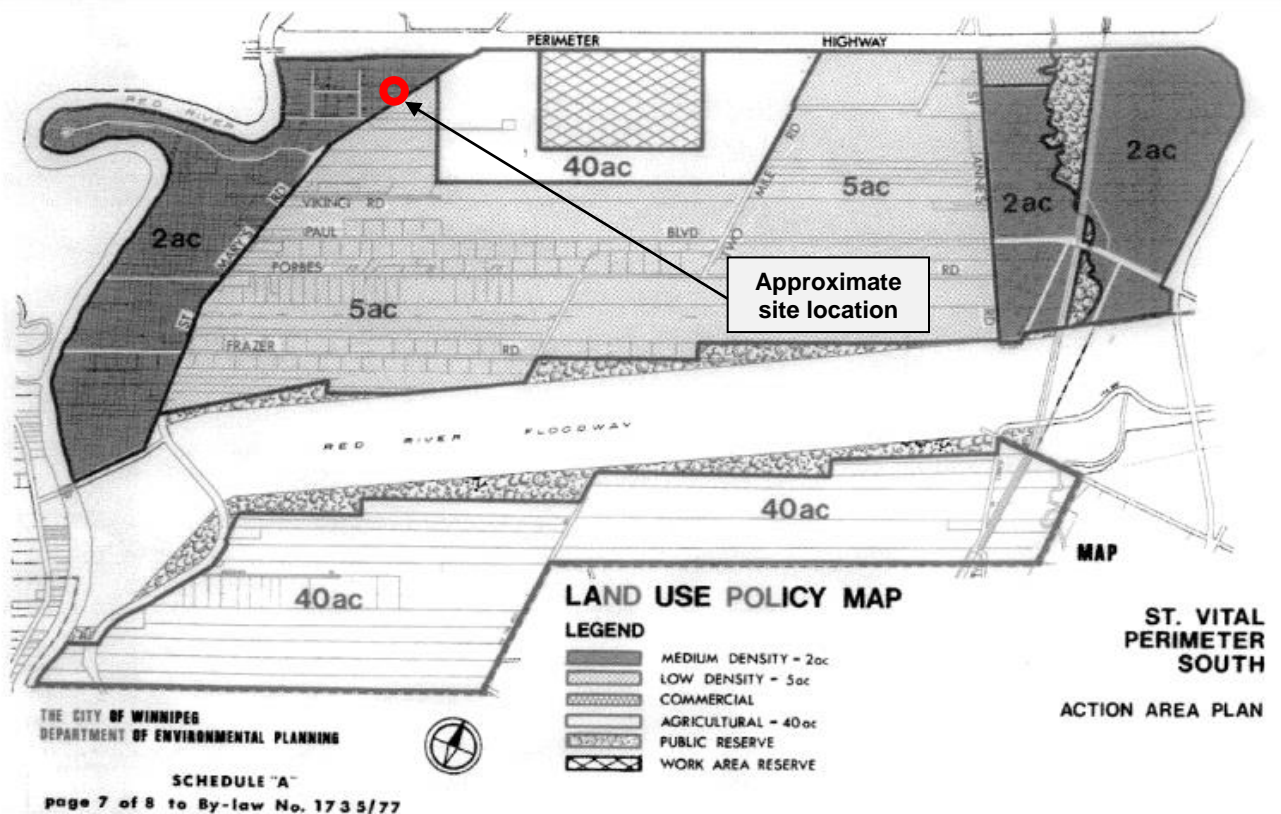 PERIMETER HIGHWAY
RED RIVER
40ac
2ac
2ac
2ac
5ac
5ac
VIKING RD
PAUL BLVD
FORBES RD
FRAZER RD
ST. MARY'S RD
TWO MILE RD
ST ANNE'S RD
Approximate
site location
RED RIVER FLOODWAY
40ac
40ac
MAP
LAND USE POLICY MAP
LEGEND
MEDIUM DENSITY - 2ac
LOW DENSITY - 5ac
COMMERCIAL
AGRICULTURAL - 40ac
PUBLIC RESERVE
WORK AREA RESERVE
ST. VITAL
PERIMETER
SOUTH
ACTION AREA PLAN
THE CITY OF WINNIPEG
DEPARTMENT OF ENVIRONMENTAL PLANNING
SCHEDULE "A"
page 7 of 8 to By-law No. 1735/77